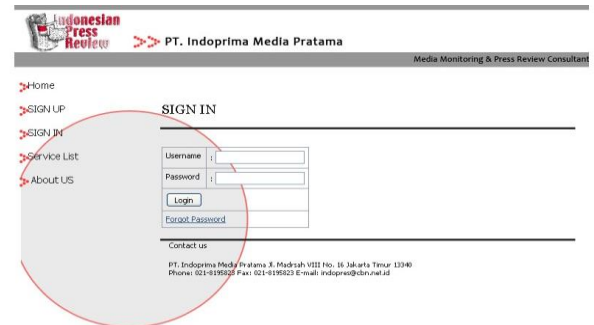 Indonesian
Press
Review
>>> PT. Indoprima Media Pratama
Media Monitoring & Press Review Consultant
Home
SIGN UP
SIGN IN
Service List
About US
SIGN IN
Username :
Password :
Login
Forgot Password
Contact us
PT. Indoprima Media Pratama Jl. Madrsah VIII No. 16 Jakarta Timur 13340
Phone: 021-8195823 Fax: 021-8195823 E-mail: indopres@cbn.net.id